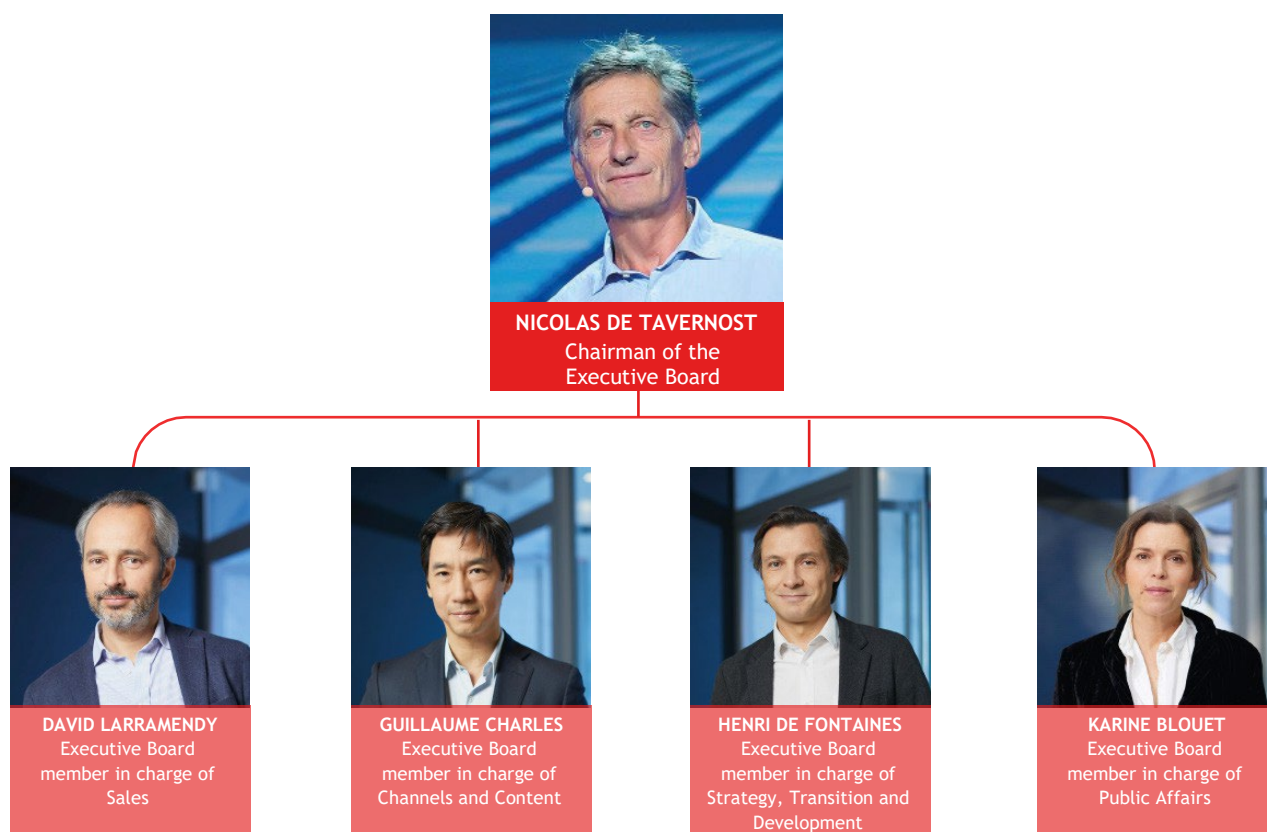 NICOLAS DE TAVERNOST
Chairman of the
Executive Board
DAVID LARRAMENDY
Executive Board
member in charge of
Sales
GUILLAUME CHARLES
Executive Board
member in charge of
Channels and Content
HENRI DE FONTAINES
Executive Board
member in charge of
Strategy, Transition and
Development
KARINE BLOUET
Executive Board
member in charge of
Public Affairs